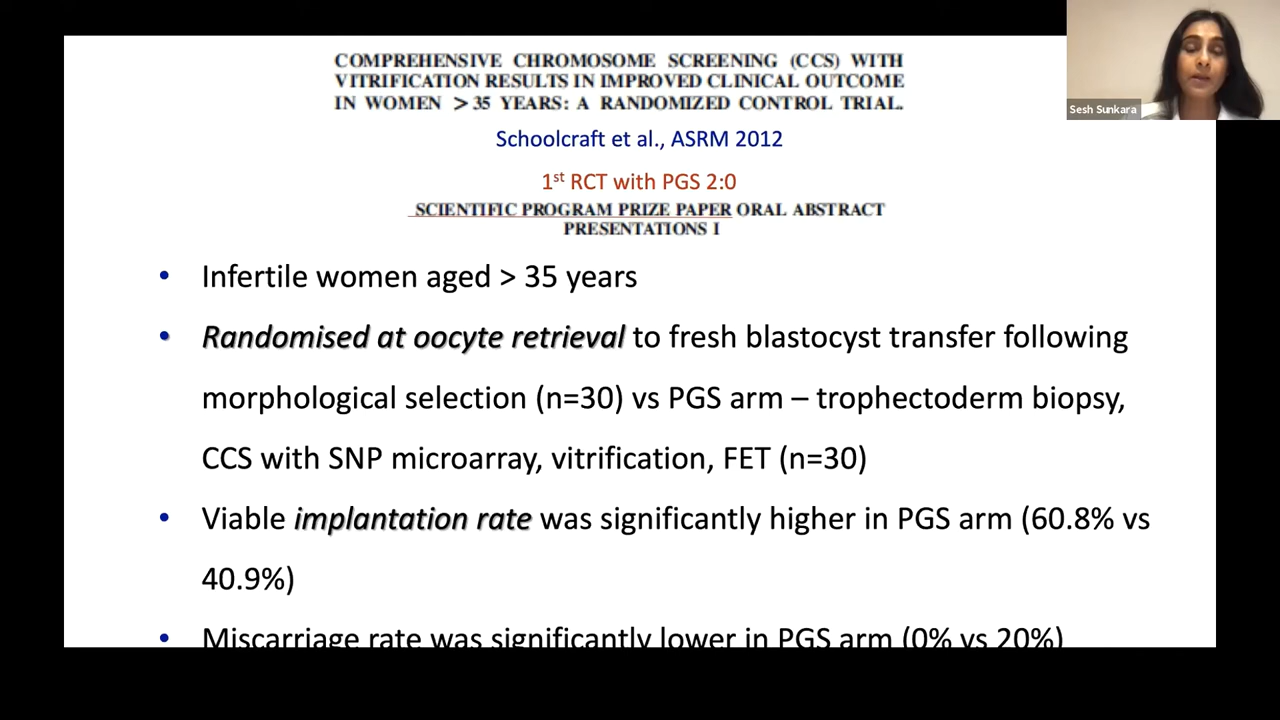 COMPREHENSIVE CHROMOSOME SCREENING (CCS) WITH
VITRIFICATION RESULTS IN IMPROVED CLINICAL OUTCOME
IN WOMEN > 35 YEARS: A RANDOMIZED CONTROL TRIAL.
Sesh Sunkara
Schoolcraft et al., ASRM 2012
1st RCT with PGS 2:0
SCIENTIFIC PROGRAM PRIZE PAPER ORAL ABSTRACT
PRESENTATIONS I
• Infertile women aged > 35 years
• Randomised at oocyte retrieval to fresh blastocyst transfer following
morphological selection (n=30) vs PGS arm – trophectoderm biopsy,
CCS with SNP microarray, vitrification, FET (n=30)
• Viable implantation rate was significantly higher in PGS arm (60.8% vs
40.9%)
• Miscarriage rate was significantly lower in PGS arm (0% vs 20%)